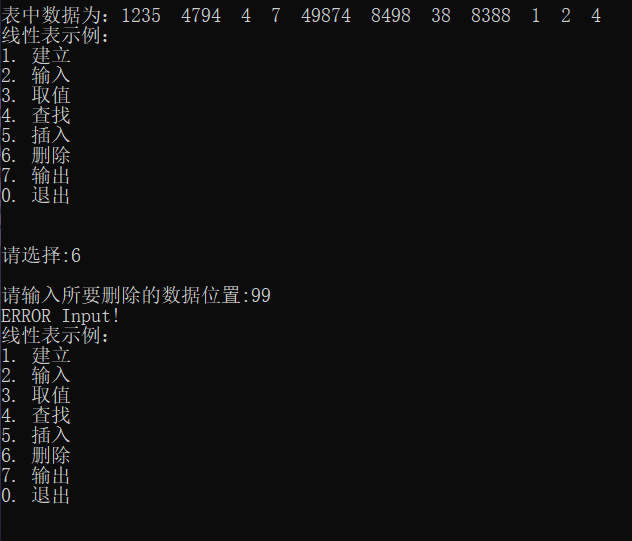 表中数据为: 1235  4794  4  7  49874  8498  38  8388  1  2  4
线性表示例:
1. 建立
2. 输入
3. 取值
4. 查找
5. 插入
6. 删除
7. 输出
0. 退出
请选择:6
请输入所要删除的数据位置:99
ERROR Input!
线性表示例:
1. 建立
2. 输入
3. 取值
4. 查找
5. 插入
6. 删除
7. 输出
0. 退出